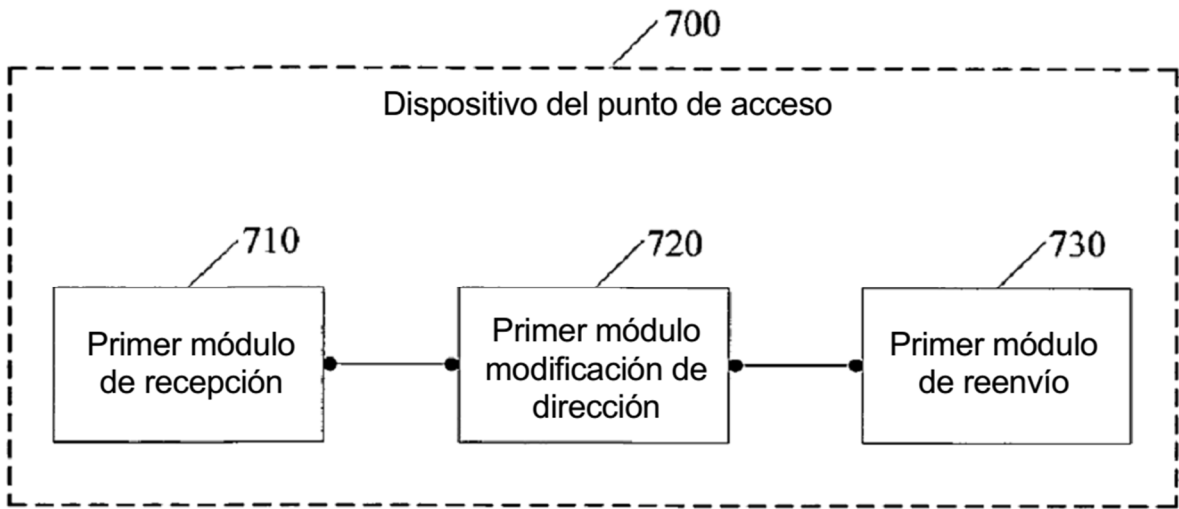 700
Dispositivo del punto de acceso
710
720
730
Primer módulo
de recepción
Primer módulo
modificación de
dirección
Primer módulo
de reenvío